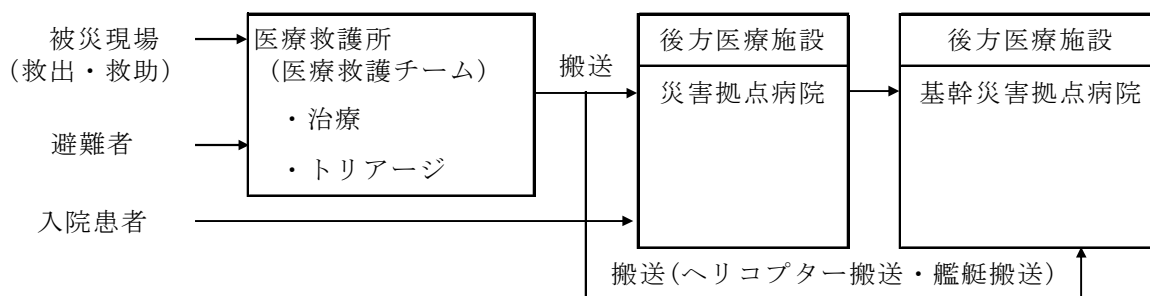 被災現場
(救出・救助)
避難者
入院患者
医療救護所
(医療救護チーム)
・治療
・トリアージ
搬送
後方医療施設
災害拠点病院
後方医療施設
基幹災害拠点病院
搬送(ヘリコプター搬送・艦艇搬送)